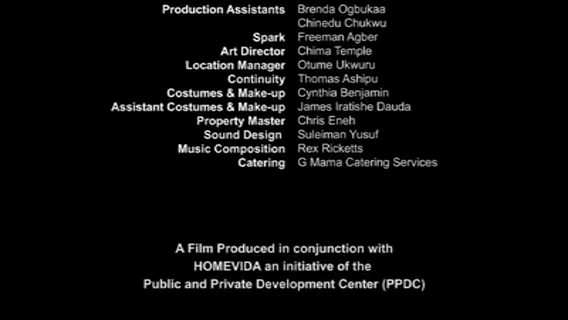 Production Assistants Brenda Ogbukaa
Chinedu Chukwu
Spark Freeman Agber
Art Director Chima Temple
Location Manager Otume Ukwuru
Continuity Thomas Ashipu
Costumes & Make-up Cynthia Benjamin
Assistant Costumes & Make-up James Iratishe Dauda
Property Master Chris Eneh
Sound Design Suleiman Yusuf
Music Composition Rex Ricketts
Catering G Mama Catering Services
A Film Produced in conjunction with
HOMEVIDA an initiative of the
Public and Private Development Center (PPDC)